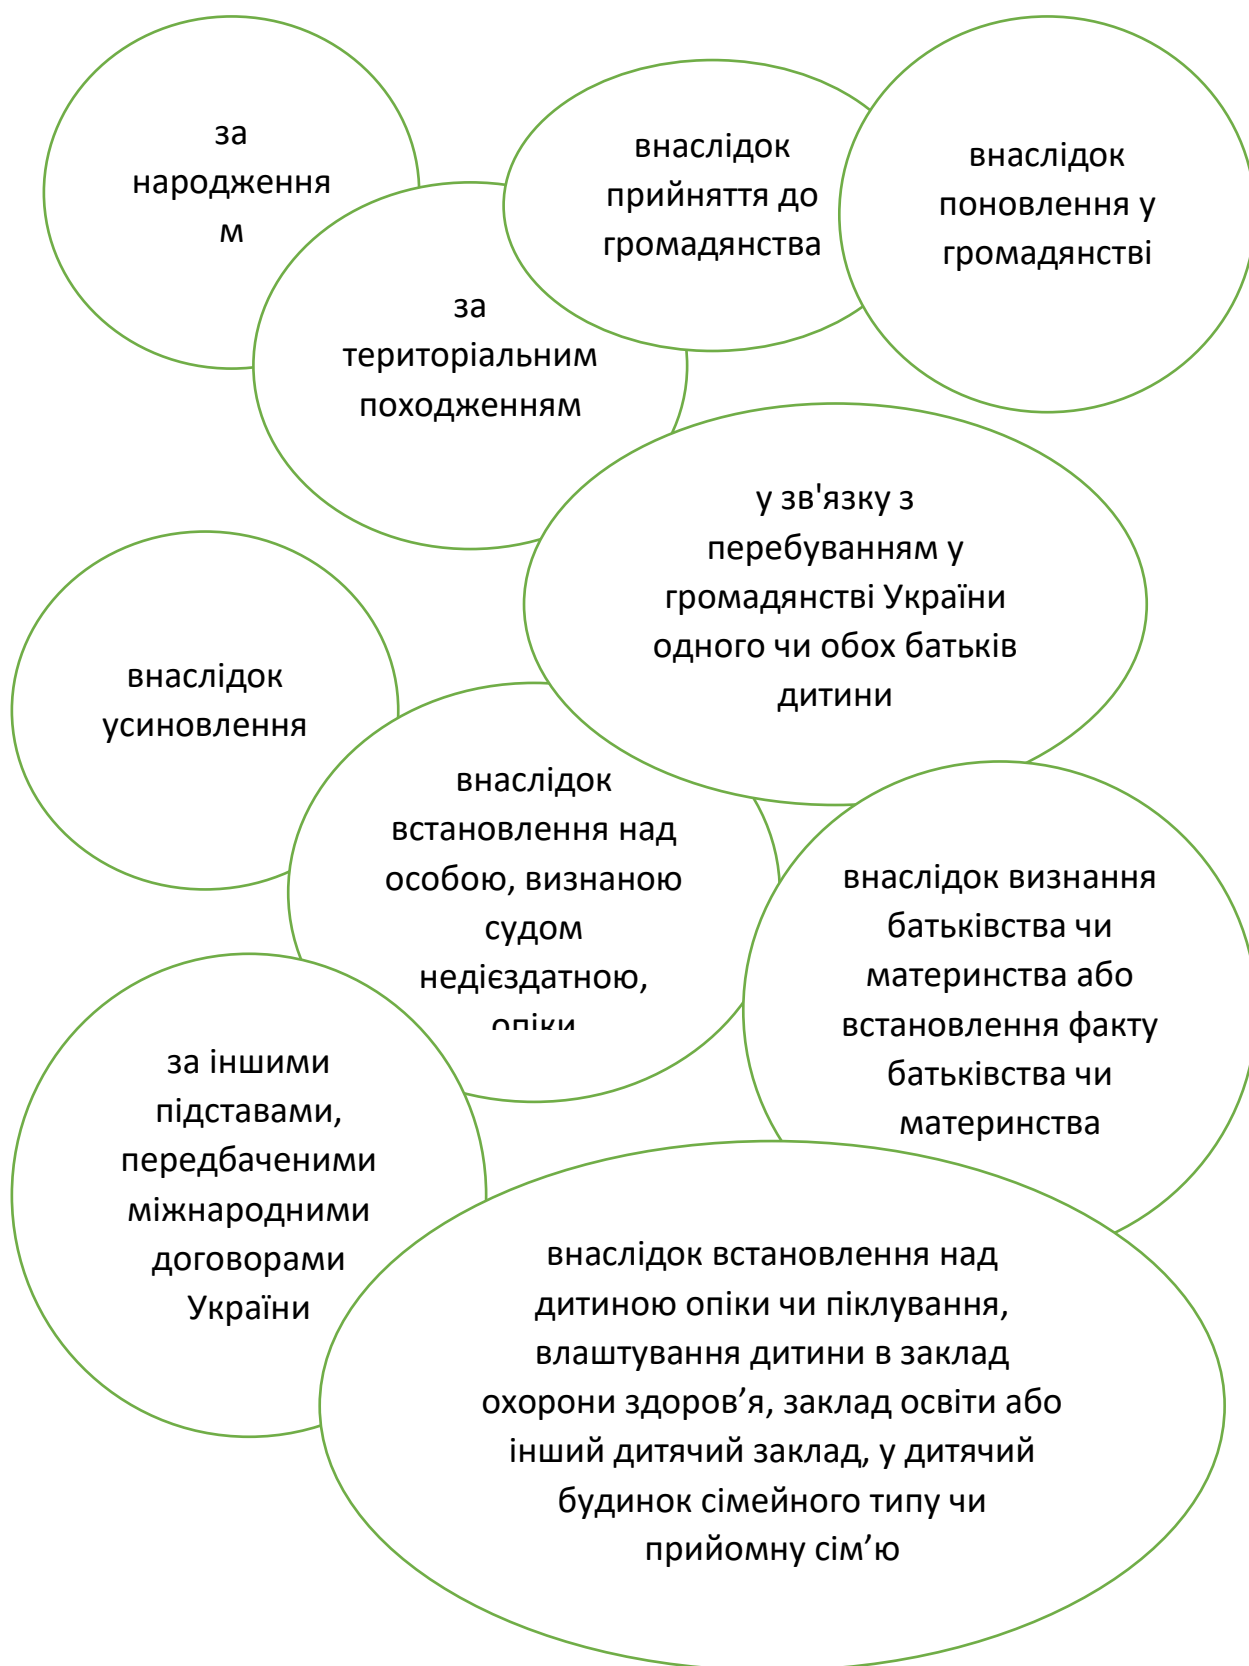 за
народження
м
внаслідок
прийняття до
громадянства
внаслідок
поновлення у
громадянстві
за
територіальним
походженням
у зв'язку з
перебуванням у
громадянстві України
одного чи обох батьків
дитини
внаслідок
усиновлення
внаслідок
встановлення над
особою, визнаною
судом
недієздатною,
опіки
внаслідок визнання
батьківства чи
материнства або
встановлення факту
батьківства чи
материнства
за іншими
підставами,
передбаченими
міжнародними
договорами
України
внаслідок встановлення над
дитиною опіки чи піклування,
влаштування дитини в заклад
охорони здоров’я, заклад освіти або
інший дитячий заклад, у дитячий
будинок сімейного типу чи
прийомну сім’ю